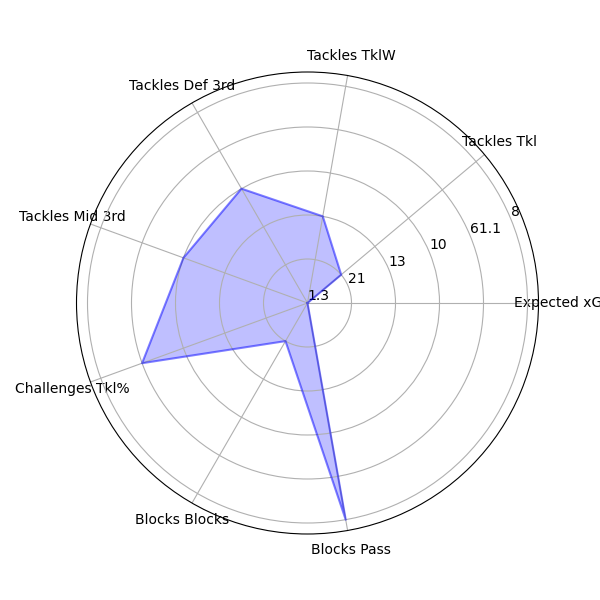 Tackles TklW
Tackles Def 3rd
Tackles Tkl
8
Tackles Mid 3rd
61.1
10
13
21
1.3
Expected xG
Challenges Tkl%
Blocks Blocks
Blocks Pass